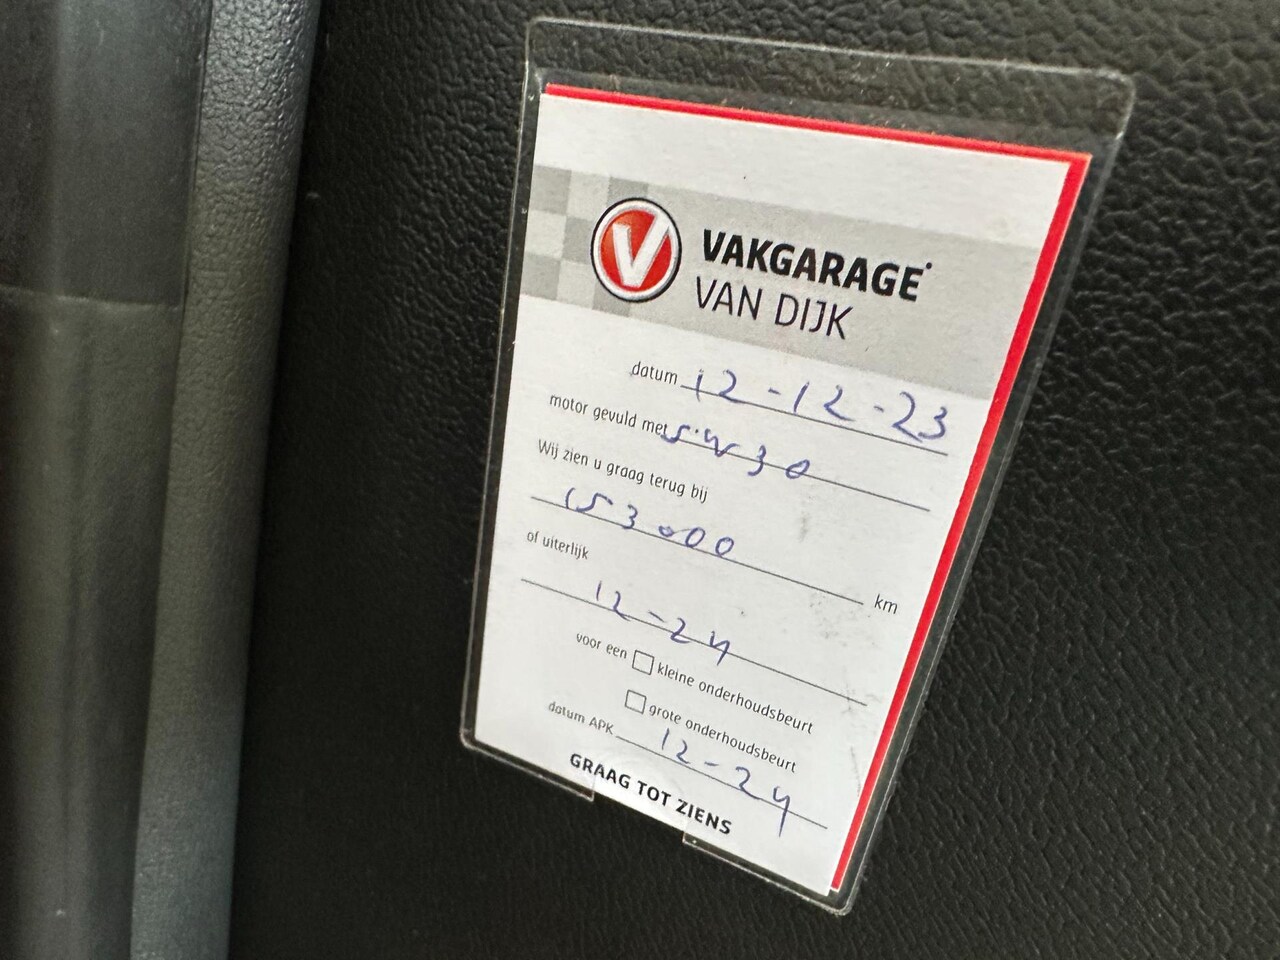 V VAKGARAGE
VAN DIJK
datum 12-12-23
motor gevuld met 5w30
Wij zien u graag terug bij
153000 km
of uiterlijk
12-24
voor een kleine onderhoudsbeurt
grote onderhoudsbeurt
datum APK 12-24
GRAAG TOT ZIENS